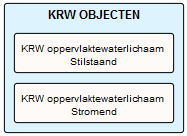 KRW OBJECTEN
KRW oppervlaktewaterlichaam
Stilstaand
KRW oppervlaktewaterlichaam
Stromend